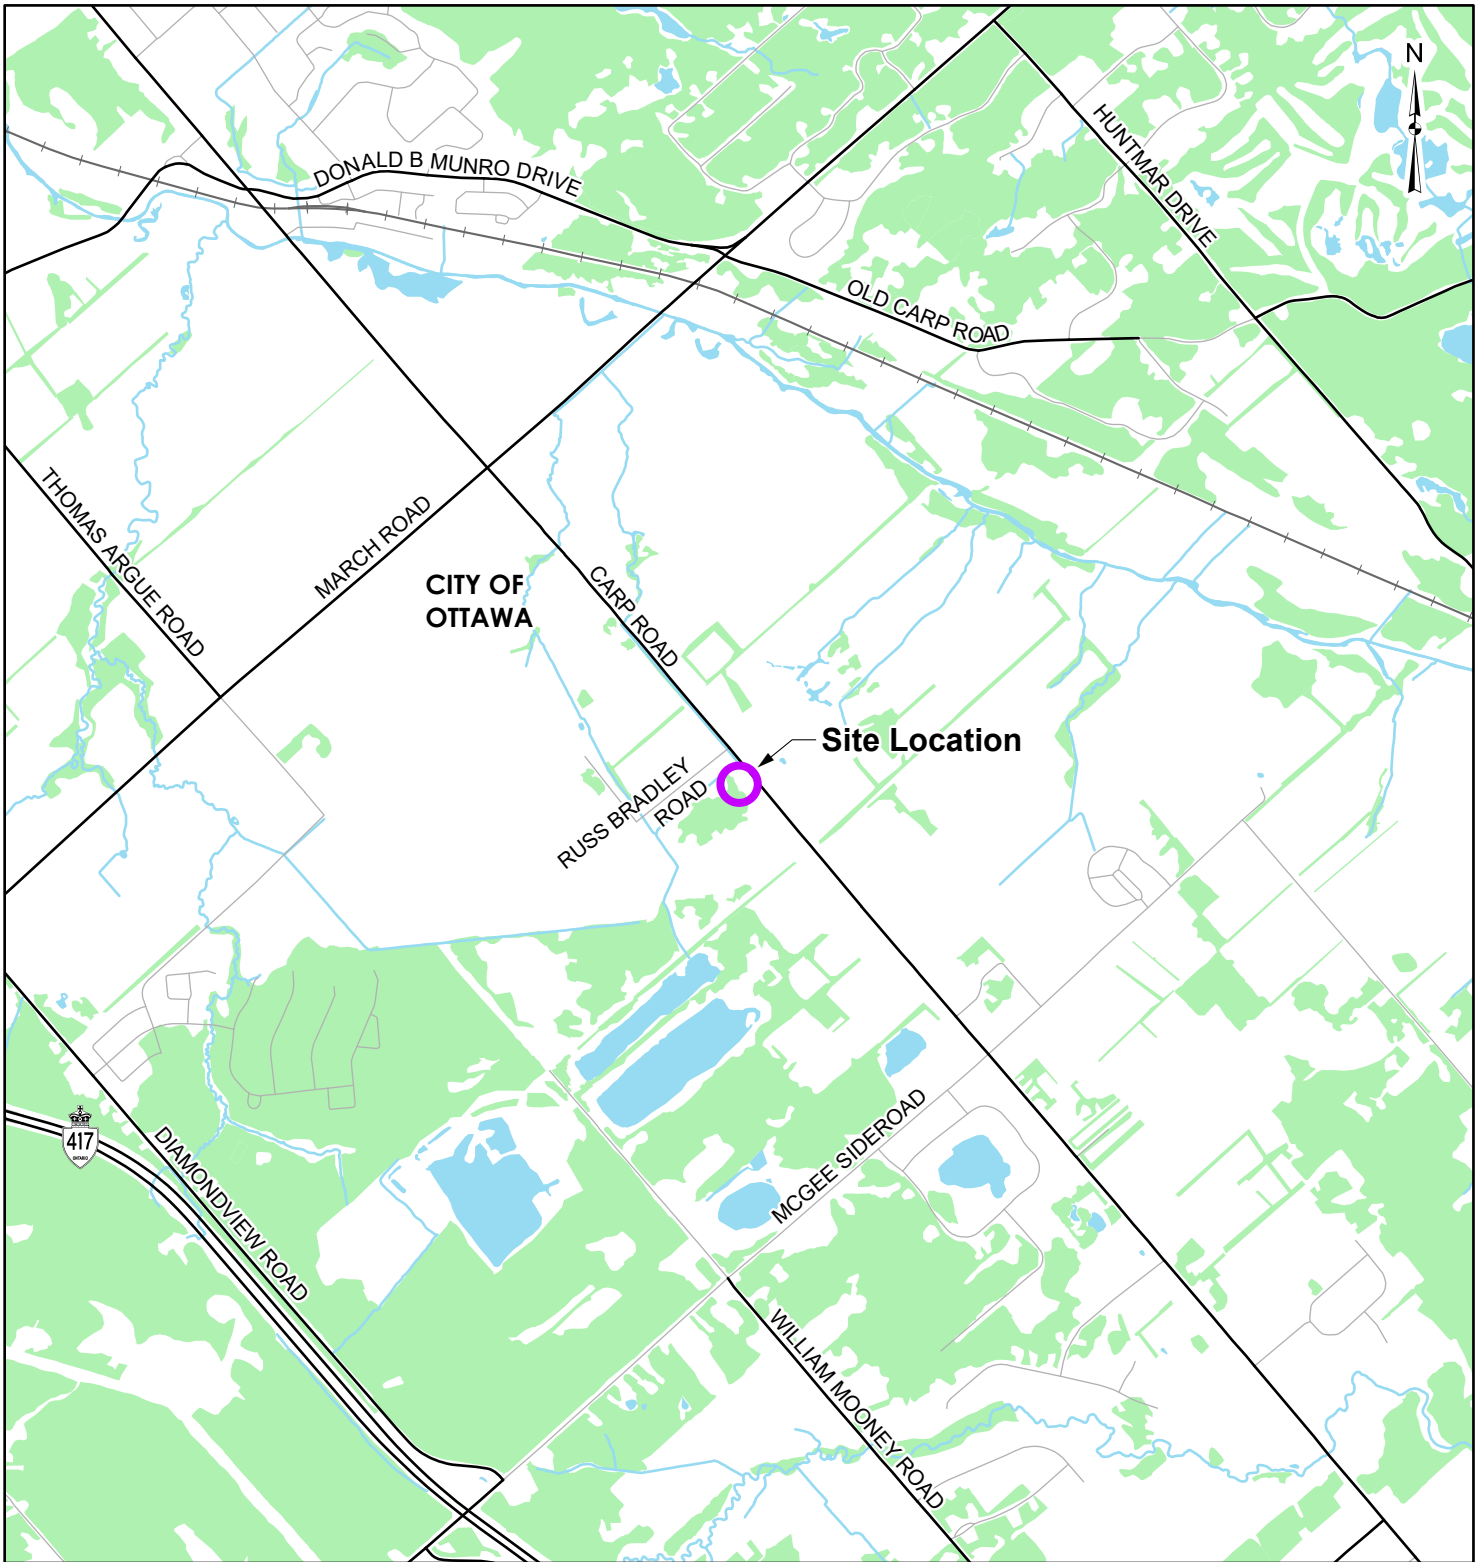 N
HUNTMAR DRIVE
DONALD B MUNRO DRIVE
OLD CARP ROAD
THOMAS ARGUE ROAD
MARCH ROAD
CITY OF
OTTAWA
CARP ROAD
Site Location
RUSS BRADLEY
ROAD
417
ONTARIO
DIAMONDVIEW ROAD
MCGEE SIDEROAD
WILLIAM MOONEY ROAD